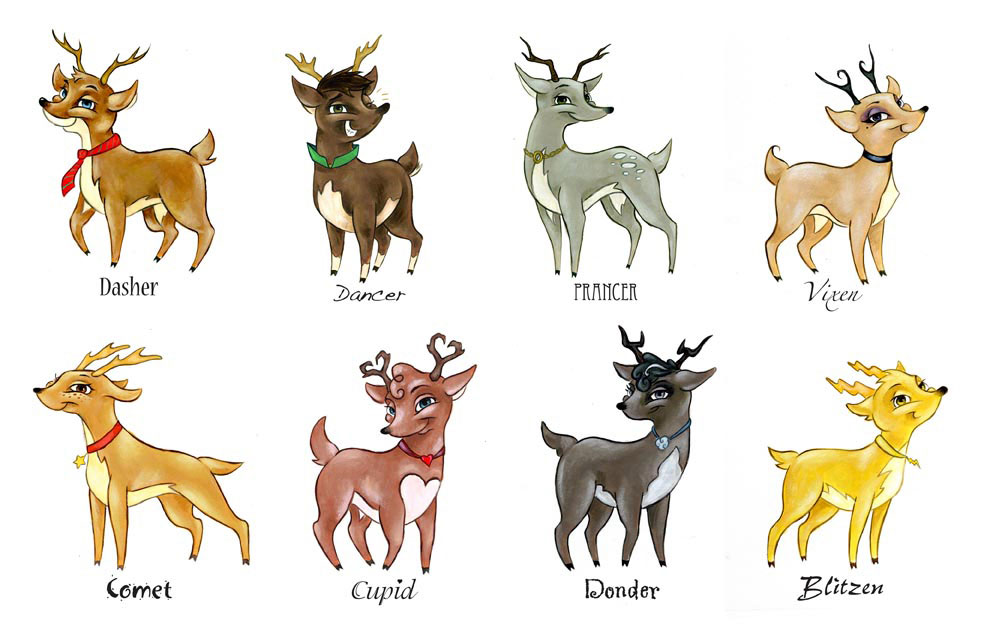 Dasher
Dancer
PRANCER
Vixen
Comet
Cupid
Donder
Blitzen